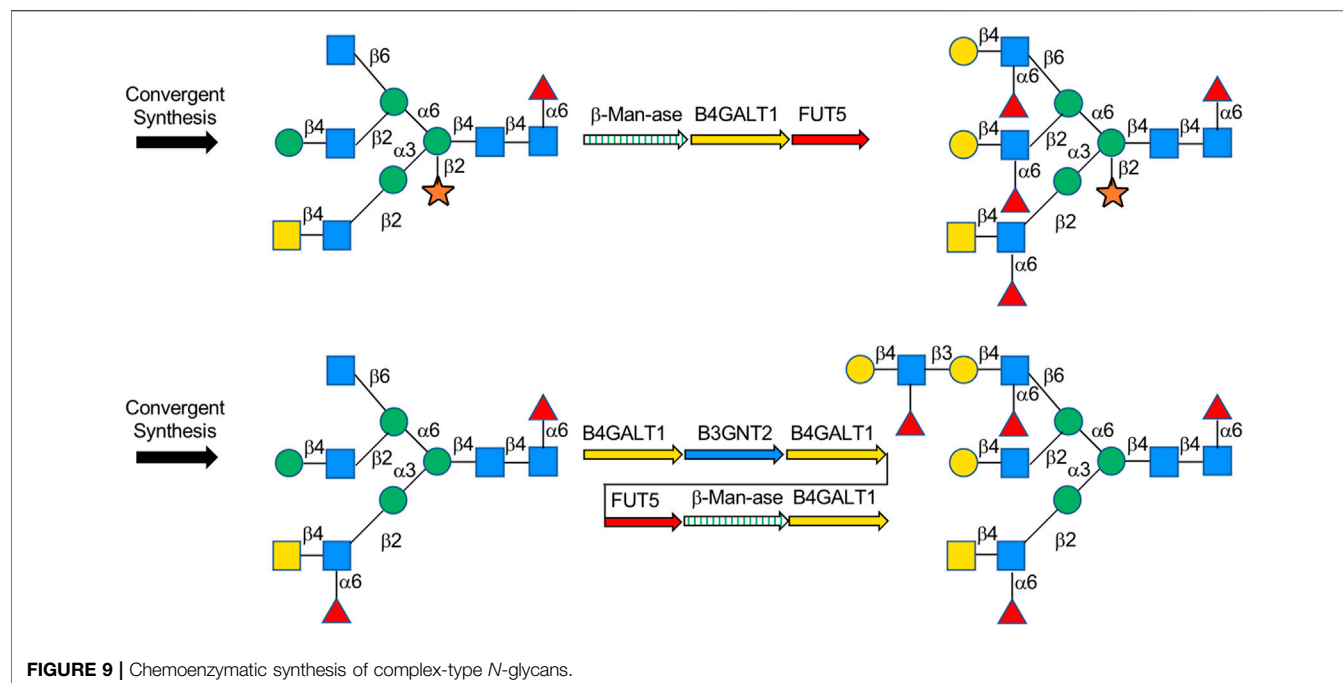 Convergent
Synthesis
β6
β4
β2
α6
α3
β2
β4
β4
α6
β2
β4
β-Man-ase B4GALT1 FUT5
β4
β6
α6
β4
β2
α6
α6
α3
β2
β4
β4
α6
β4
β2
α6
Convergent
Synthesis
β6
β4
β2
α6
α3
β4
β4
α6
β4
β2
α6
B4GALT1 B3GNT2 B4GALT1
FUT5 β-Man-ase B4GALT1
β4 β3 β4
α6
β6
β4
β2
α6
α3
β4
β4
α6
β4
β2
α6
FIGURE 9 | Chemoenzymatic synthesis of complex-type N-glycans.